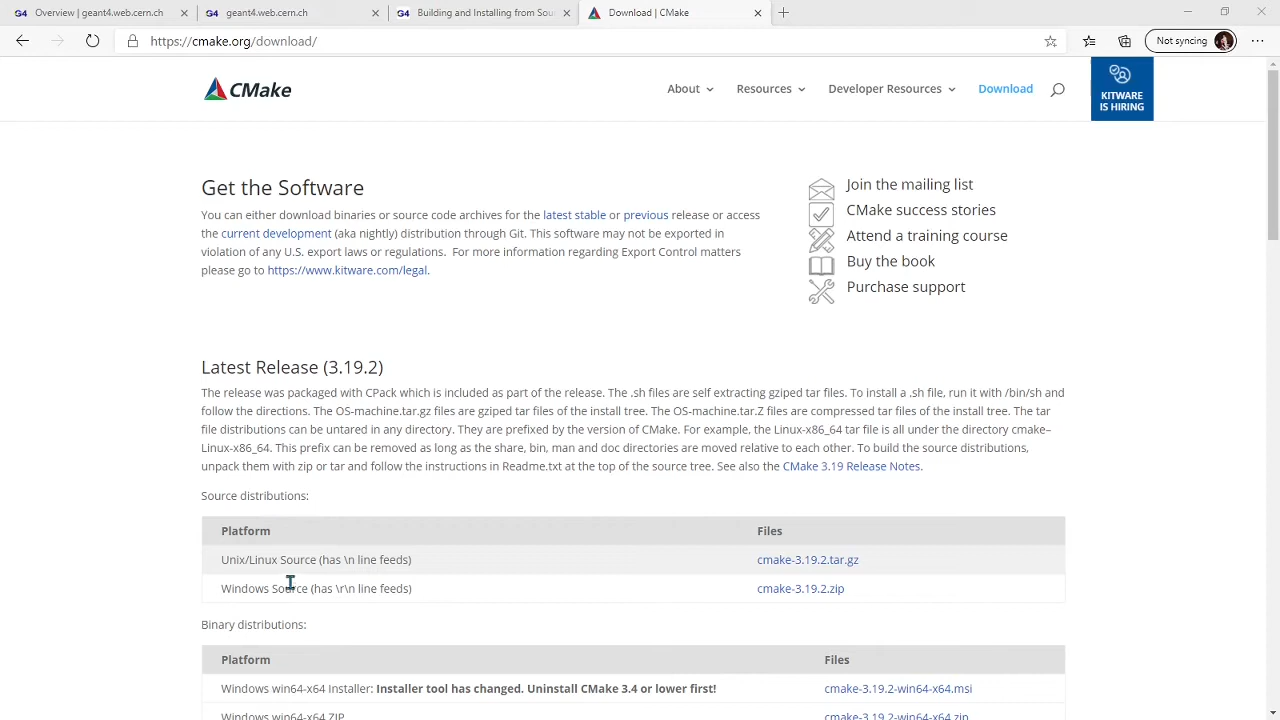 G4 Overview | geant4.web.cern.ch
G4 geant4.web.cern.ch
G4 Building and Installing from Sou
Download | CMake
https://cmake.org/download/
Not syncing
CMake
About
Resources
Developer Resources
Download
KITWARE
IS HIRING
Get the Software
You can either download binaries or source code archives for the latest stable or previous release or access
the current development (aka nightly) distribution through Git. This software may not be exported in
violation of any U.S. export laws or regulations.  For more information regarding Export Control matters
please go to https://www.kitware.com/legal.
Join the mailing list
CMake success stories
Attend a training course
Buy the book
Purchase support
Latest Release (3.19.2)
The release was packaged with CPack which is included as part of the release. The .sh files are self extracting gziped tar files. To install a .sh file, run it with /bin/sh and
follow the directions. The OS-machine.tar.gz files are gziped tar files of the install tree. The OS-machine.tar.Z files are compressed tar files of the install tree. The tar
file distributions can be untared in any directory. They are prefixed by the version of CMake. For example, the Linux-x86_64 tar file is all under the directory cmake–
Linux-x86_64. This prefix can be removed as long as the share, bin, man and doc directories are moved relative to each other. To build the source distributions,
unpack them with zip or tar and follow the instructions in Readme.txt at the top of the source tree. See also the CMake 3.19 Release Notes.
Source distributions:
Platform Files
Unix/Linux Source (has \n line feeds) cmake-3.19.2.tar.gz
Windows Source (has \r\n line feeds) cmake-3.19.2.zip
Binary distributions:
Platform Files
Windows win64-x64 Installer: Installer tool has changed. Uninstall CMake 3.4 or lower first! cmake-3.19.2-win64-x64.msi
Windows win64-x64 ZIP cmake-3.19.2-win64-x64.zip